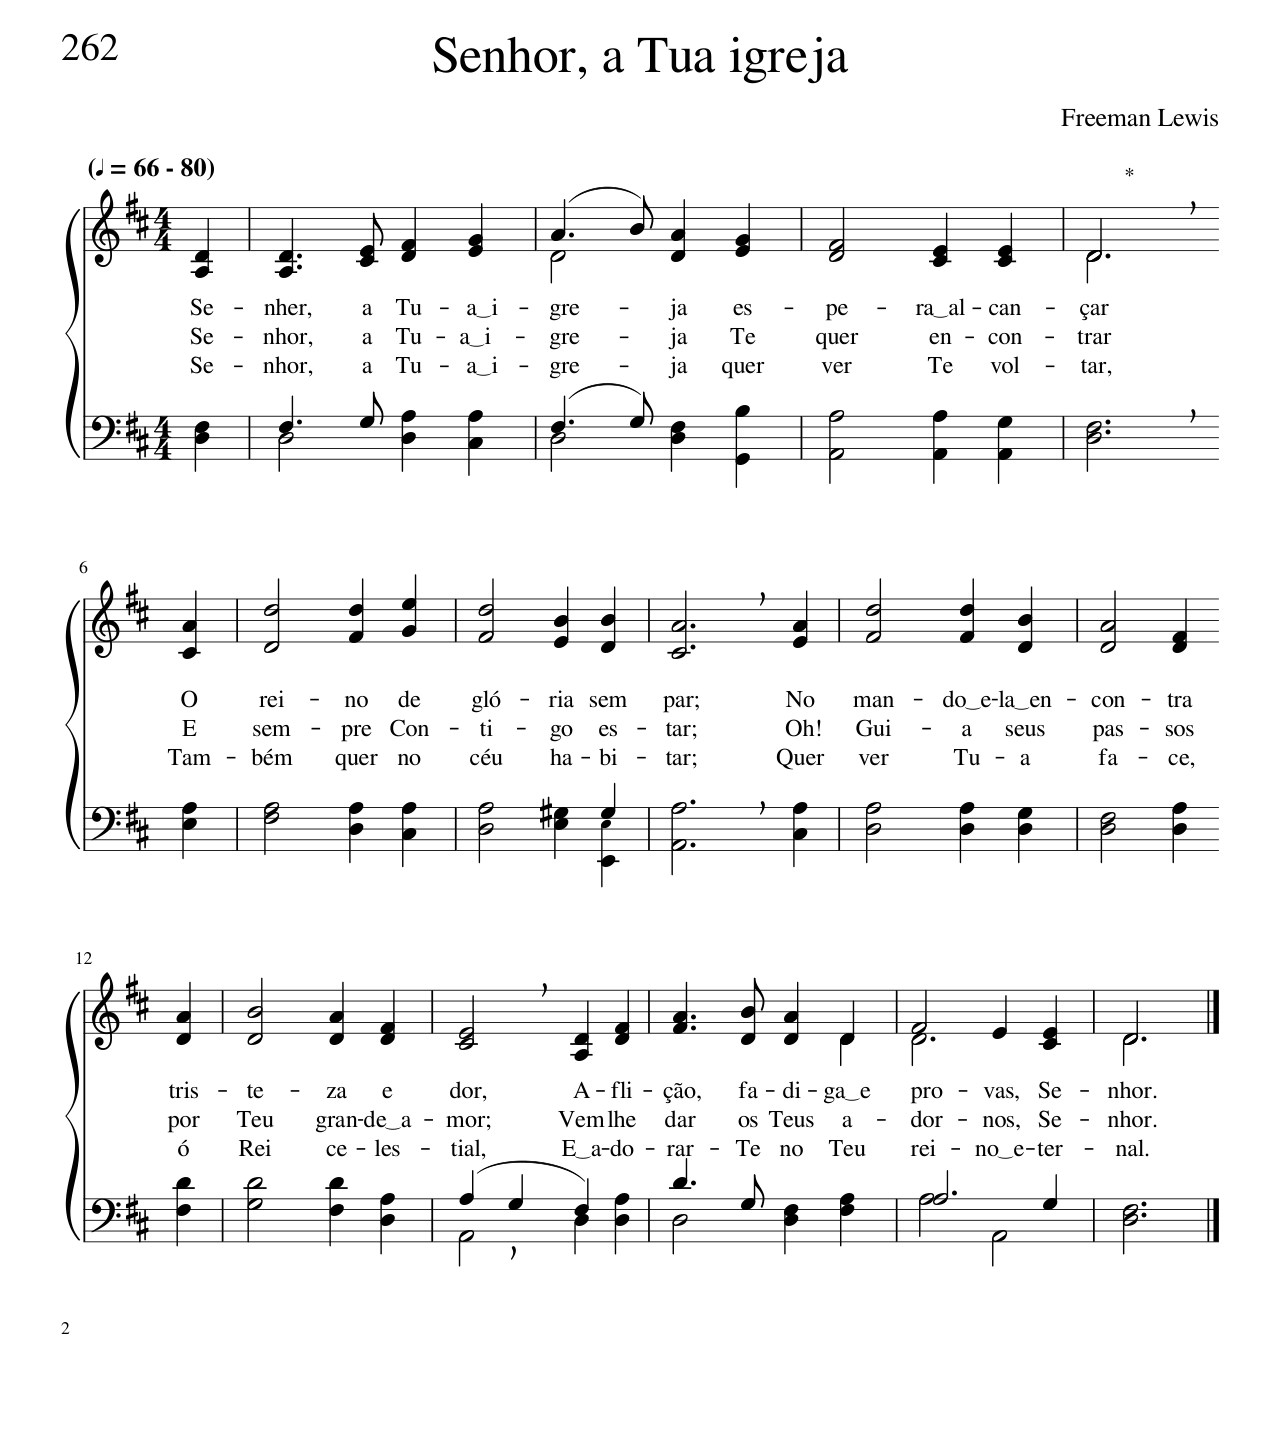 262
Senhor, a Tua igreja
Freeman Lewis
(♩ = 66 - 80)
*
Se – nher, a Tu – a‿i – gre – ja es – pe – ra‿al – can – çar
Se – nhor, a Tu – a‿i – gre – ja Te quer en – con – trar
Se – nhor, a Tu – a‿i – gre – ja quer ver Te vol – tar,
6
O rei – no de gló – ria sem par; No man – do‿e – la‿en – con – tra
E sem – pre Con – ti – go es – tar; Oh! Gui – a seus pas – sos
Tam – bém quer no céu ha – bi – tar; Quer ver Tu – a fa – ce,
12
tris – te – za e dor, A – fli – ção, fa – di – ga‿e pro – vas, Se – nhor.
por Teu gran – de‿a – mor; Vem lhe dar os Teus a – dor – nos, Se – nhor.
ó Rei ce – les – tial, E‿a – do – rar – Te no Teu rei – no‿e – ter – nal.
2